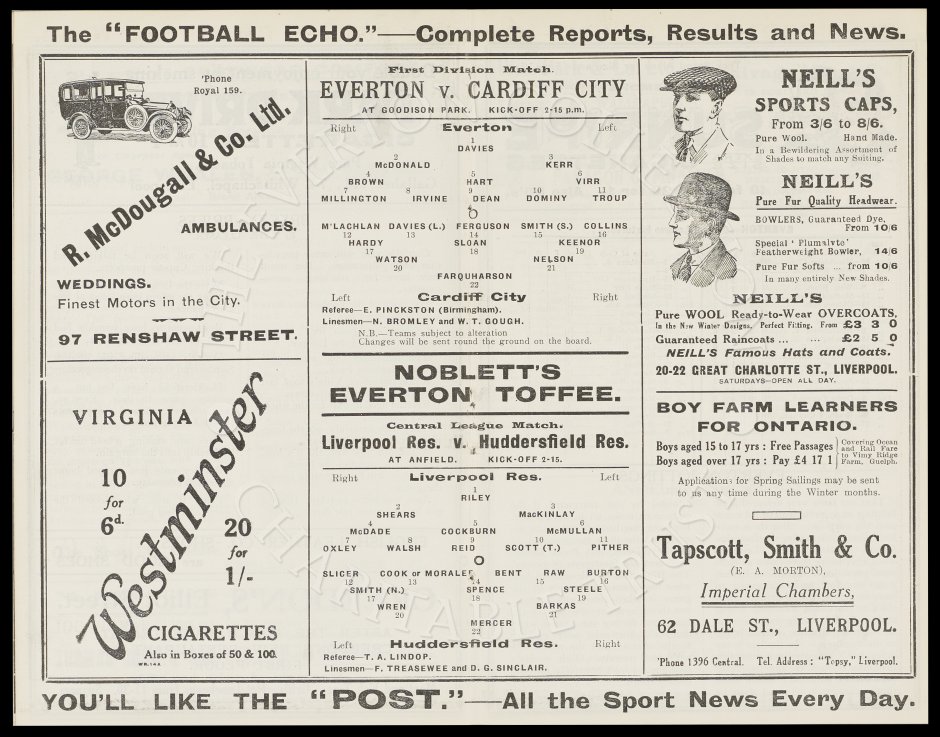 The "FOOTBALL ECHO."—Complete Reports, Results and News.
'Phone
Royal 159.
R. McDougall & Co. Ltd.
AMBULANCES.
WEDDINGS.
Finest Motors in the City.
97 RENSHAW STREET.
VIRGINIA
10
for
6d.
Westminster
20
for
1/-
CIGARETTES
Also in Boxes of 50 & 100.
W.R. 14A
First Division Match.
EVERTON v. CARDIFF CITY
AT GOODISON PARK. KICK-OFF 2-15 p.m.
Right Everton Left
1
DAVIES
2 3
McDONALD KERR
4 5 6
BROWN HART VIRR
7 8 9 10 11
MILLINGTON IRVINE DEAN DOMINY TROUP
O
M'LACHLAN DAVIES (L.) FERGUSON SMITH (S.) COLLINS
12 13 14 15 16
HARDY SLOAN KEENOR
17 18 19
WATSON NELSON
20 21
FARQUHARSON
22
Left Cardiff City Right
Referee—E. PINCKSTON (Birmingham).
Linesmen—N. BROMLEY and W. T. GOUGH.
N.B.—Teams subject to alteration
Changes will be sent round the ground on the board.
NOBLETT'S
EVERTON TOFFEE.
Central League Match.
Liverpool Res. v. Huddersfield Res.
AT ANFIELD. KICK-OFF 2-15.
Right Liverpool Res. Left
1
RILEY
2 3
SHEARS MacKINLAY
4 5 6
McDADE COCKBURN McMULLAN
7 8 9 10 11
OXLEY WALSH REID SCOTT (T.) PITHER
O
SLICER COOK or MORALEE BENT RAW BURTON
12 13 14 15 16
SMITH (N.) SPENCE STEELE
17 18 19
WREN BARKAS
20 21
MERCER
22
Left Huddersfield Res. Right
Referee—T. A. LINDOP.
Linesmen—F. TREASEWEE and D. G. SINCLAIR.
NEILL'S
SPORTS CAPS,
From 3/6 to 8/6.
Pure Wool. Hand Made.
In a Bewildering Assortment of
Shades to match any Suiting.
NEILL'S
Pure Fur Quality Headwear.
BOWLERS, Guaranteed Dye,
From 10/6
Special 'Plumalyte'
Featherweight Bowler, 14/6
Pure Fur Softs ... from 10/6
In many entirely New Shades.
NEILL'S
Pure WOOL Ready-to-Wear OVERCOATS,
In the New Winter Designs, Perfect Fitting. From £3 3 0
Guaranteed Raincoats ... ... £2 5 0
NEILL'S Famous Hats and Coats.
20-22 GREAT CHARLOTTE ST., LIVERPOOL.
SATURDAYS—OPEN ALL DAY.
BOY FARM LEARNERS
FOR ONTARIO.
Boys aged 15 to 17 yrs : Free Passages
Boys aged over 17 yrs : Pay £4 17 1
Covering Ocean
and Rail Fare
to Vimy Ridge
Farm, Guelph.
Applications for Spring Sailings may be sent
to us any time during the Winter months.
Tapscott, Smith & Co.
(E. A. MORTON),
Imperial Chambers,
62 DALE ST., LIVERPOOL.
'Phone 1396 Central. Tel. Address : "Topsy," Liverpool.
YOU'LL LIKE THE "POST."—All the Sport News Every Day.
THE EVERTON COLLECTION
CHARITABLE TRUST